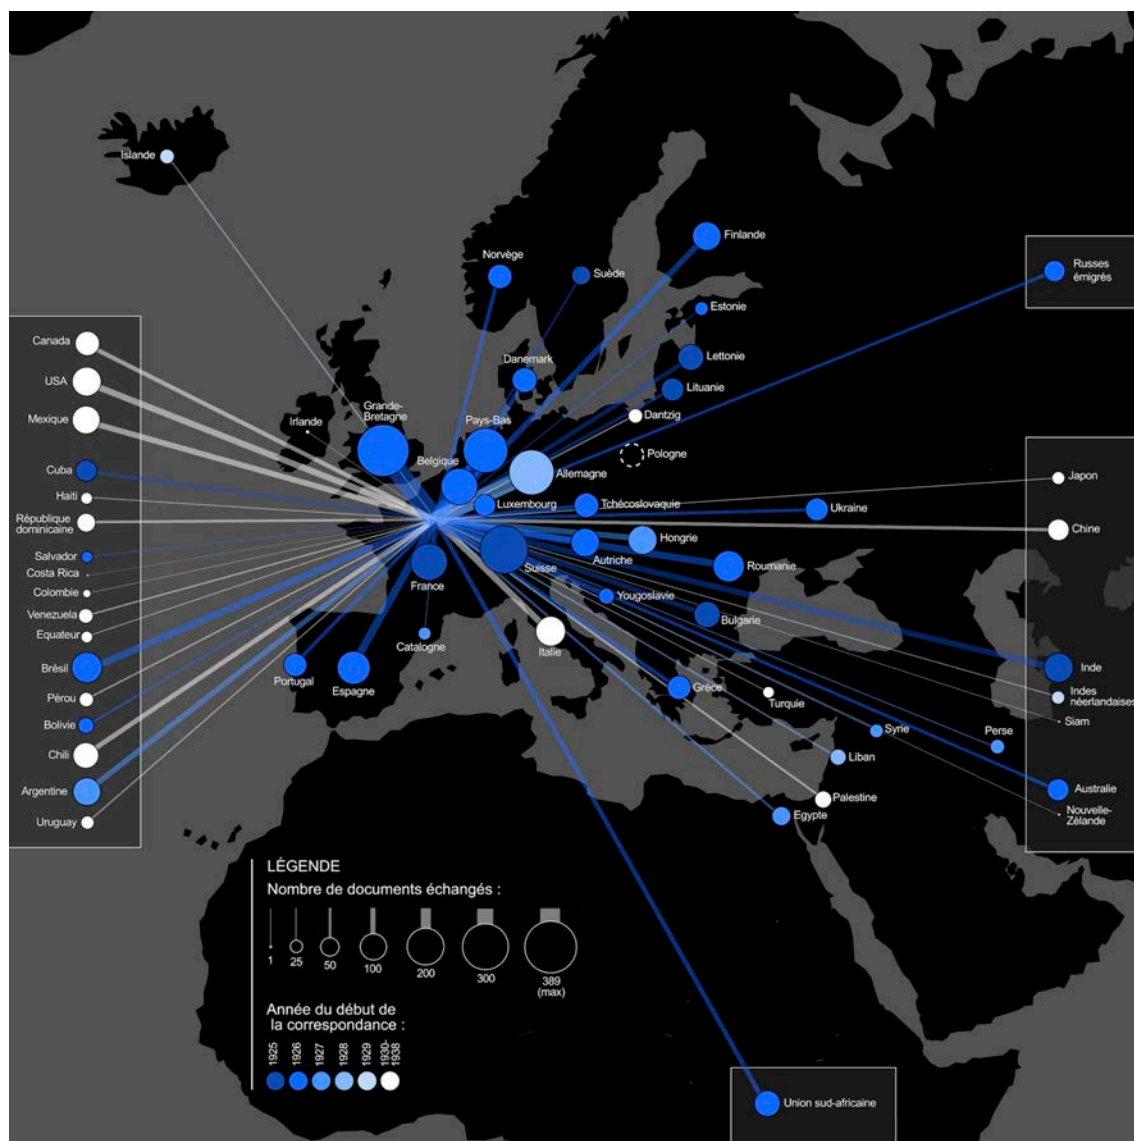 Islande
Norvège
Suède
Finlande
Estonie
Russes
émigrès
Canada
USA
Mexique
Cuba
Haiti
République
dominicaine
Salvador
Costa Rica
Colombie
Venezuela
Equateur
Brésil
Pérou
Bolivie
Chili
Argentine
Uruguay
Irlande
Grande-
Bretagne
Danemark
Pays-Bas
Belgique
Lettonie
Lituanie
Dantzig
Pologne
Allemagne
Luxembourg
Tchécoslovaquie
Ukraine
Hongrie
Autriche
Suisse
France
Roumanie
Yougoslavie
Bulgarie
Catalogne
Italie
Portugal
Espagne
Grèce
Turquie
Syrie
Liban
Palestine
Egypte
Perse
Japon
Chine
Inde
Indes
néerlandaises
Siam
Australie
Nouvelle-
Zélande
LÉGENDE
Nombre de documents échangés :
1
25
50
100
200
300
389
(max)
Année du début de
la correspondance :
1925
1926
1927
1928
1929
1930-
1938
Union sud-africaine